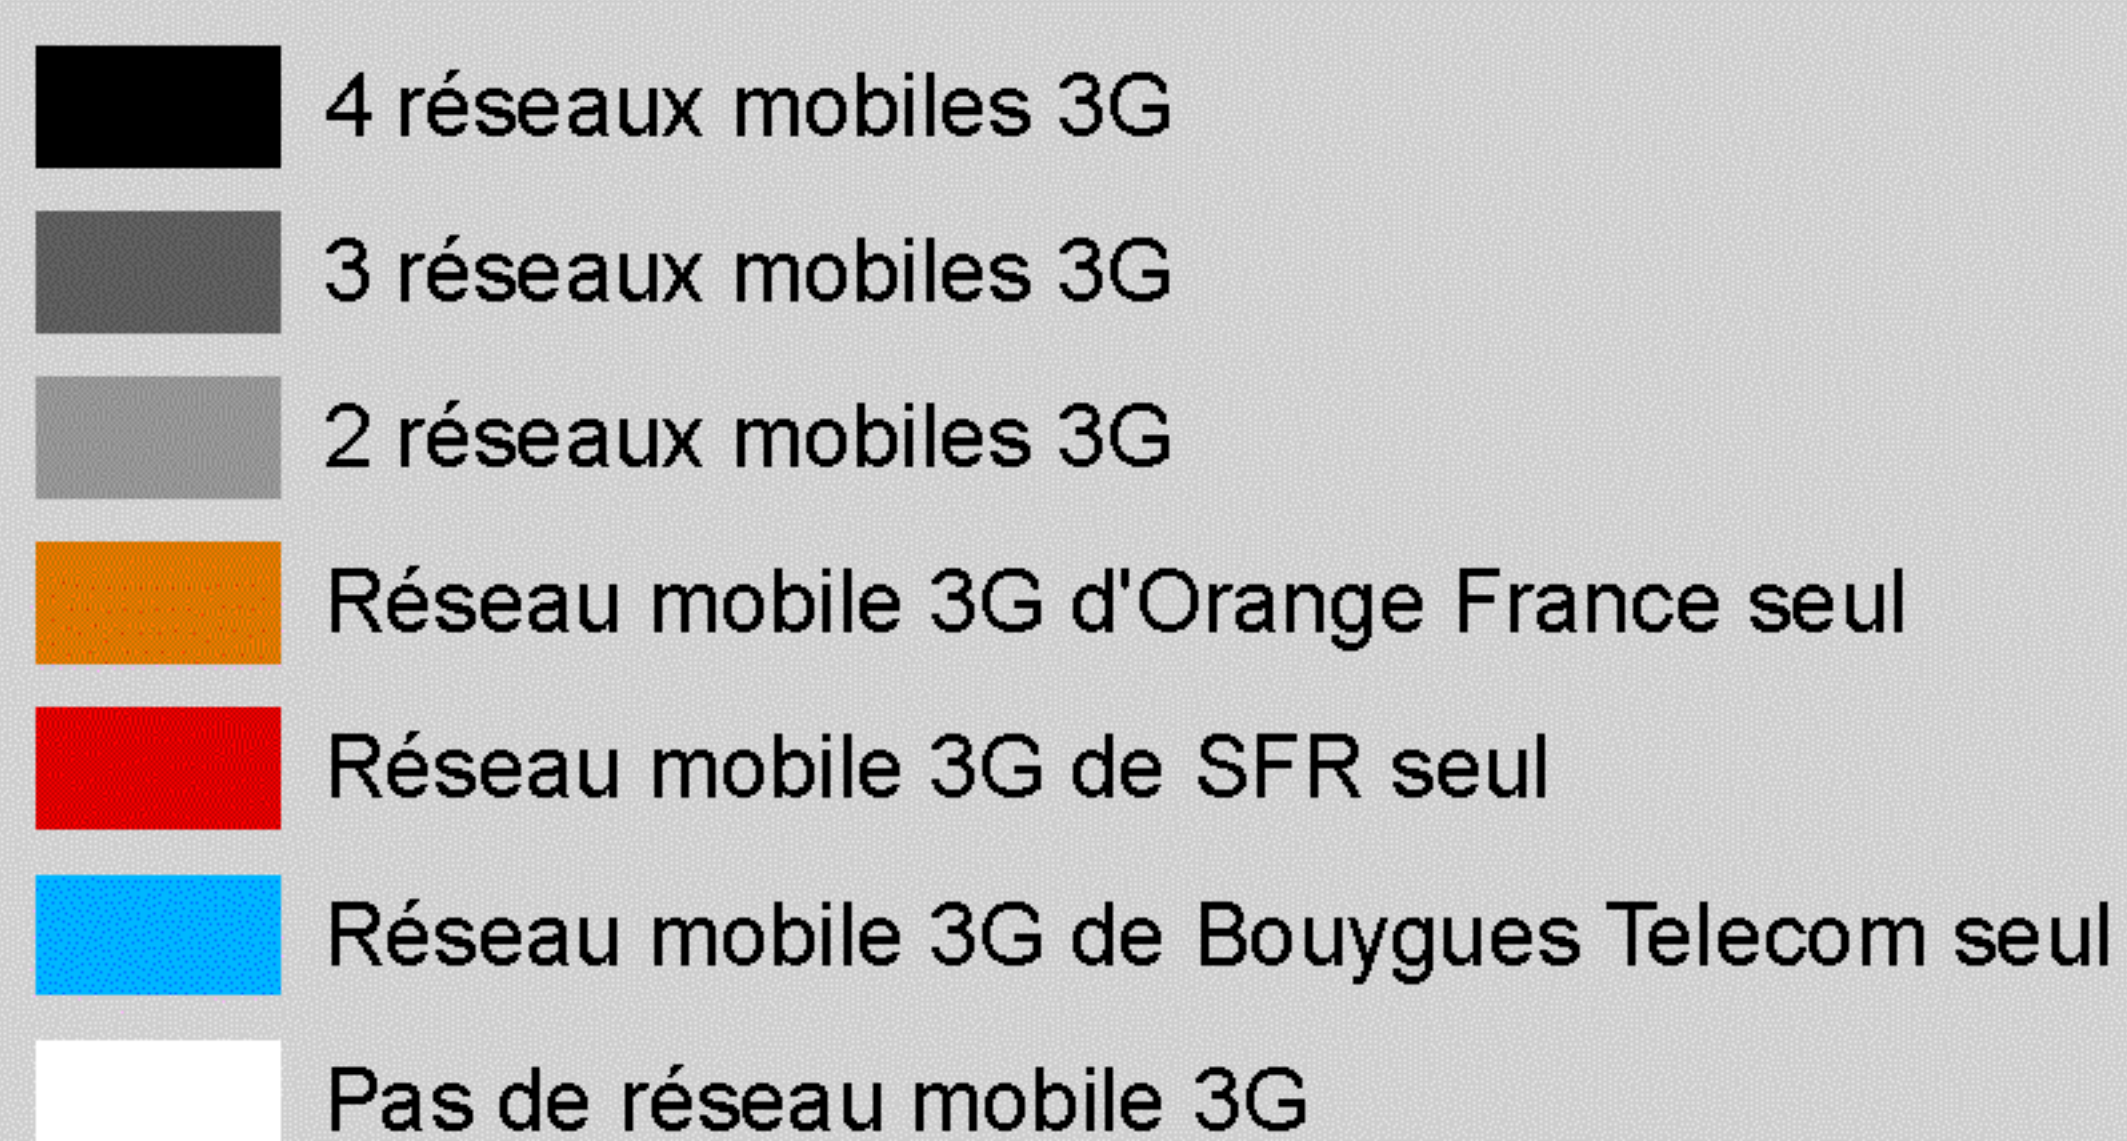 4 réseaux mobiles 3G
3 réseaux mobiles 3G
2 réseaux mobiles 3G
Réseau mobile 3G d'Orange France seul
Réseau mobile 3G de SFR seul
Réseau mobile 3G de Bouygues Telecom seul
Pas de réseau mobile 3G